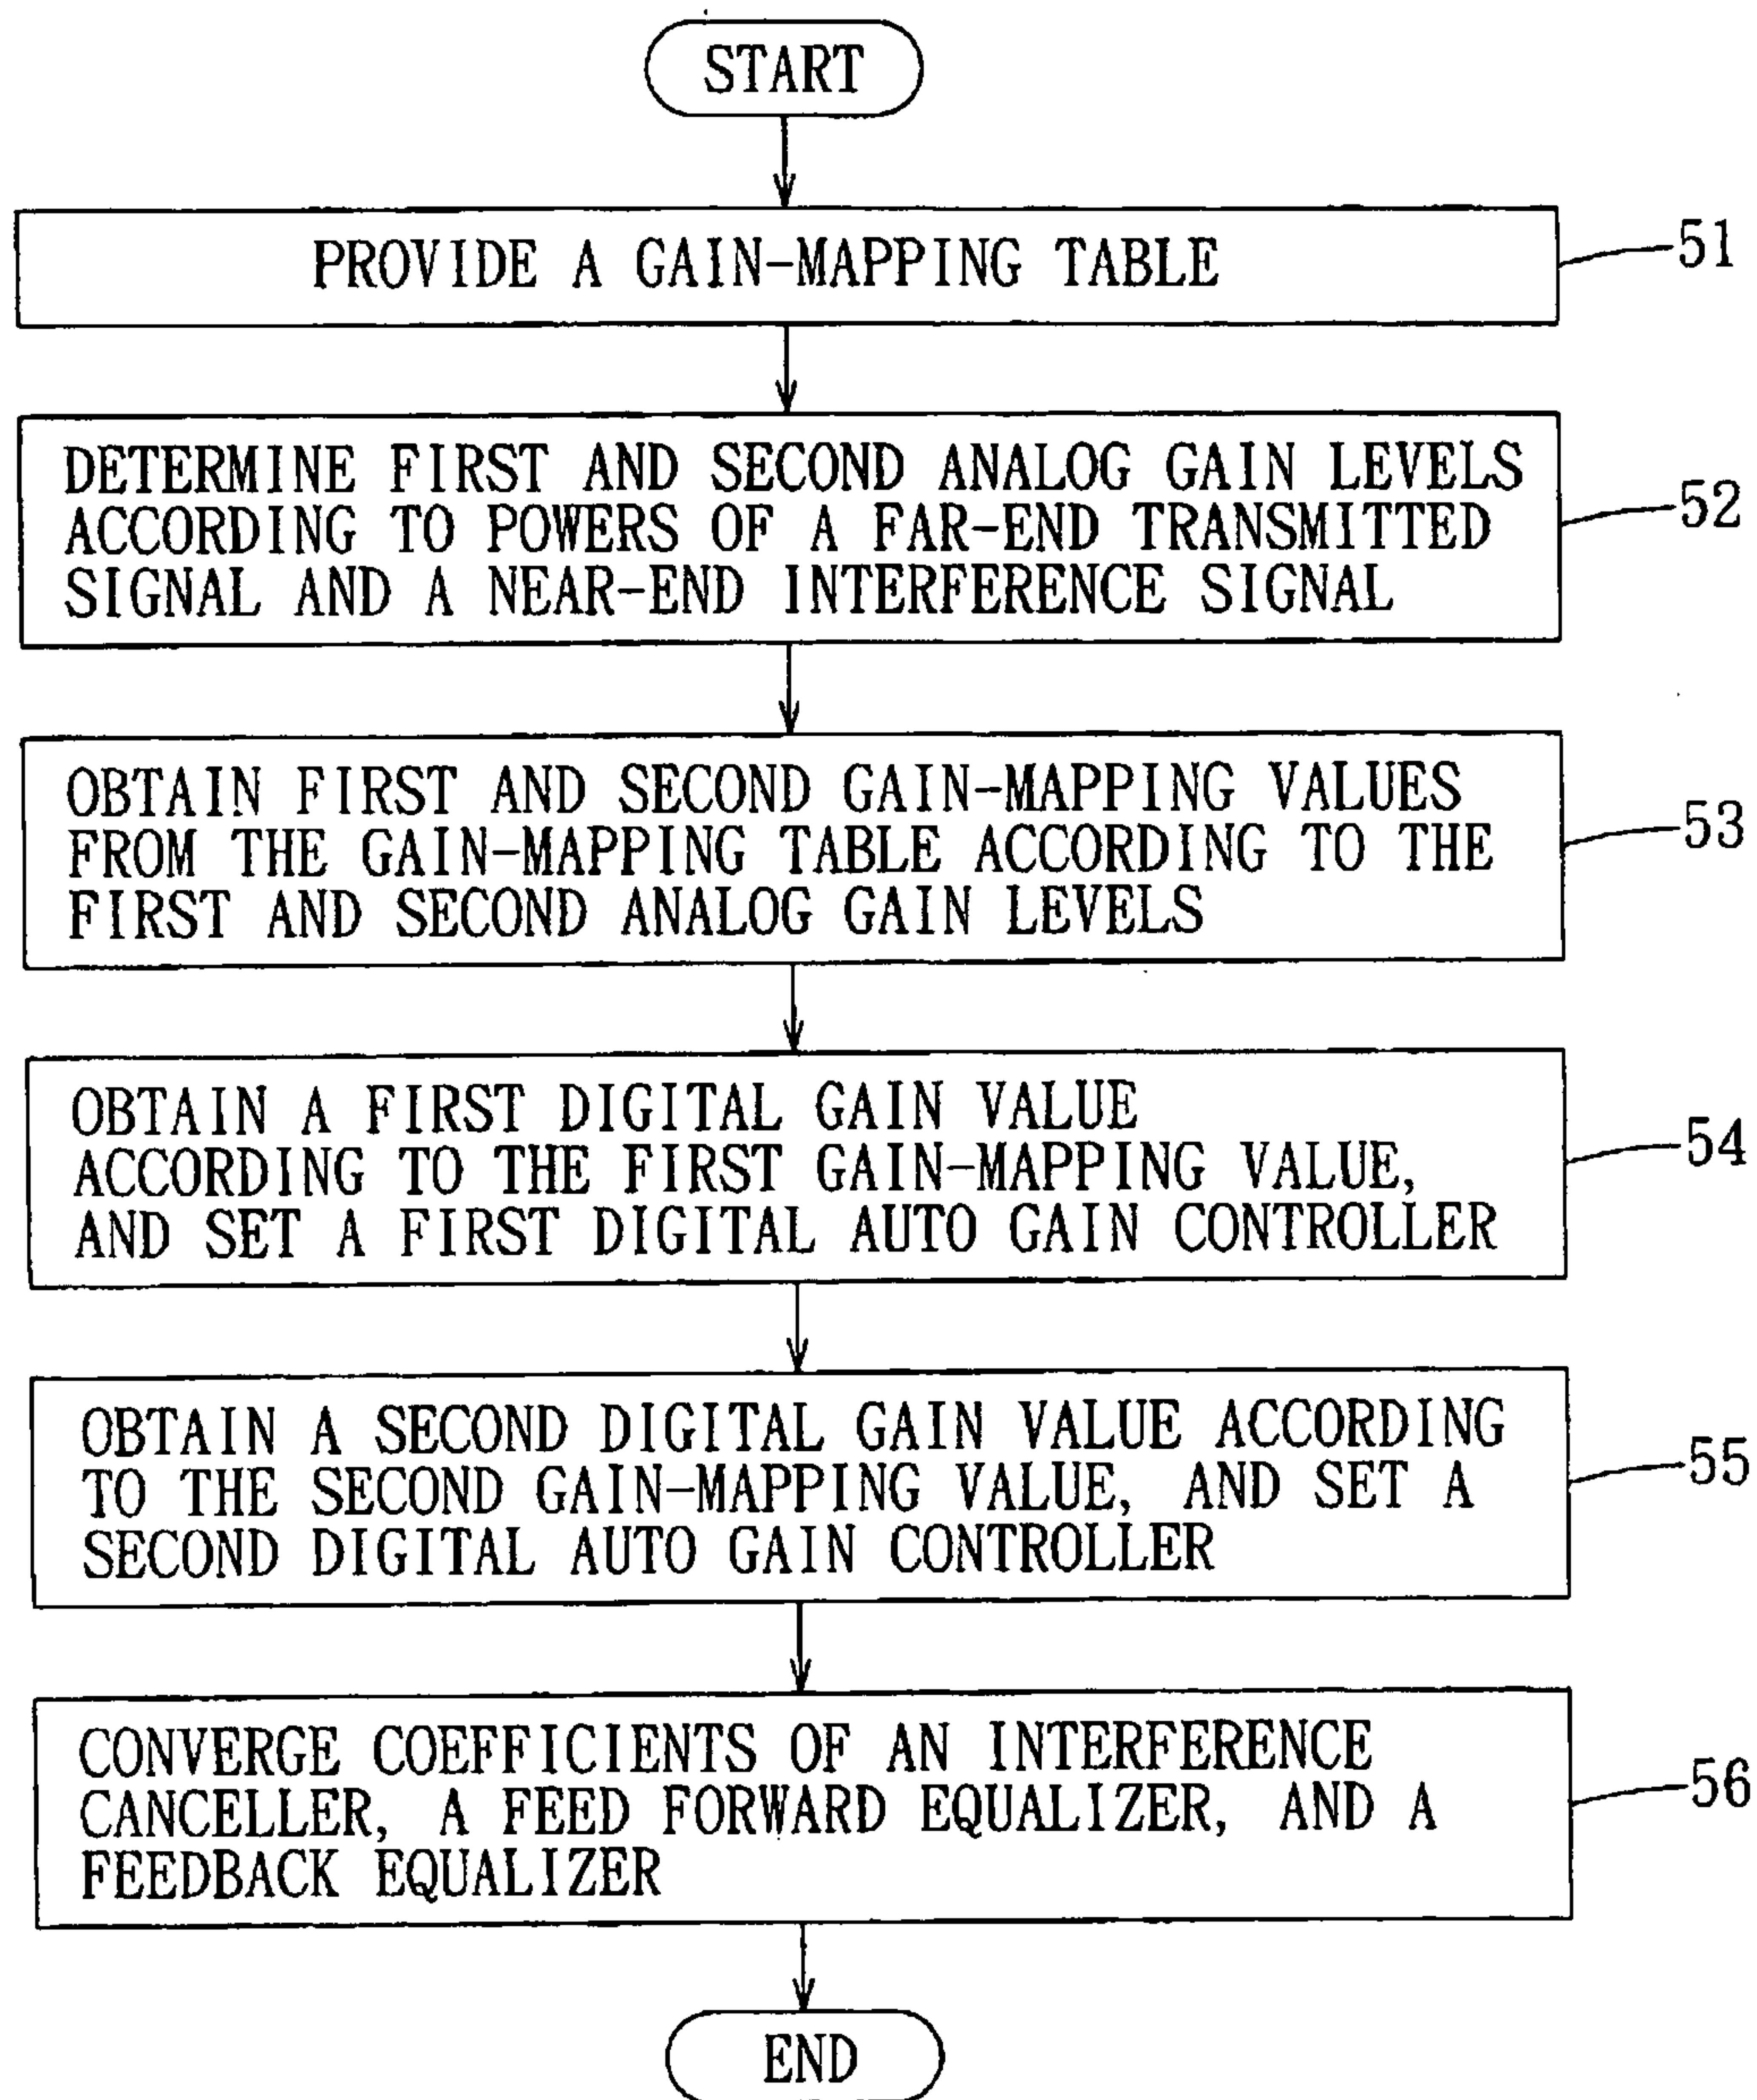 START
PROVIDE A GAIN-MAPPING TABLE
51
DETERMINE FIRST AND SECOND ANALOG GAIN LEVELS
ACCORDING TO POWERS OF A FAR-END TRANSMITTED
SIGNAL AND A NEAR-END INTERFERENCE SIGNAL
52
OBTAIN FIRST AND SECOND GAIN-MAPPING VALUES
FROM THE GAIN-MAPPING TABLE ACCORDING TO THE
FIRST AND SECOND ANALOG GAIN LEVELS
53
OBTAIN A FIRST DIGITAL GAIN VALUE
ACCORDING TO THE FIRST GAIN-MAPPING VALUE,
AND SET A FIRST DIGITAL AUTO GAIN CONTROLLER
54
OBTAIN A SECOND DIGITAL GAIN VALUE ACCORDING
TO THE SECOND GAIN-MAPPING VALUE, AND SET A
SECOND DIGITAL AUTO GAIN CONTROLLER
55
CONVERGE COEFFICIENTS OF AN INTERFERENCE
CANCELLER, A FEED FORWARD EQUALIZER, AND A
FEEDBACK EQUALIZER
56
END